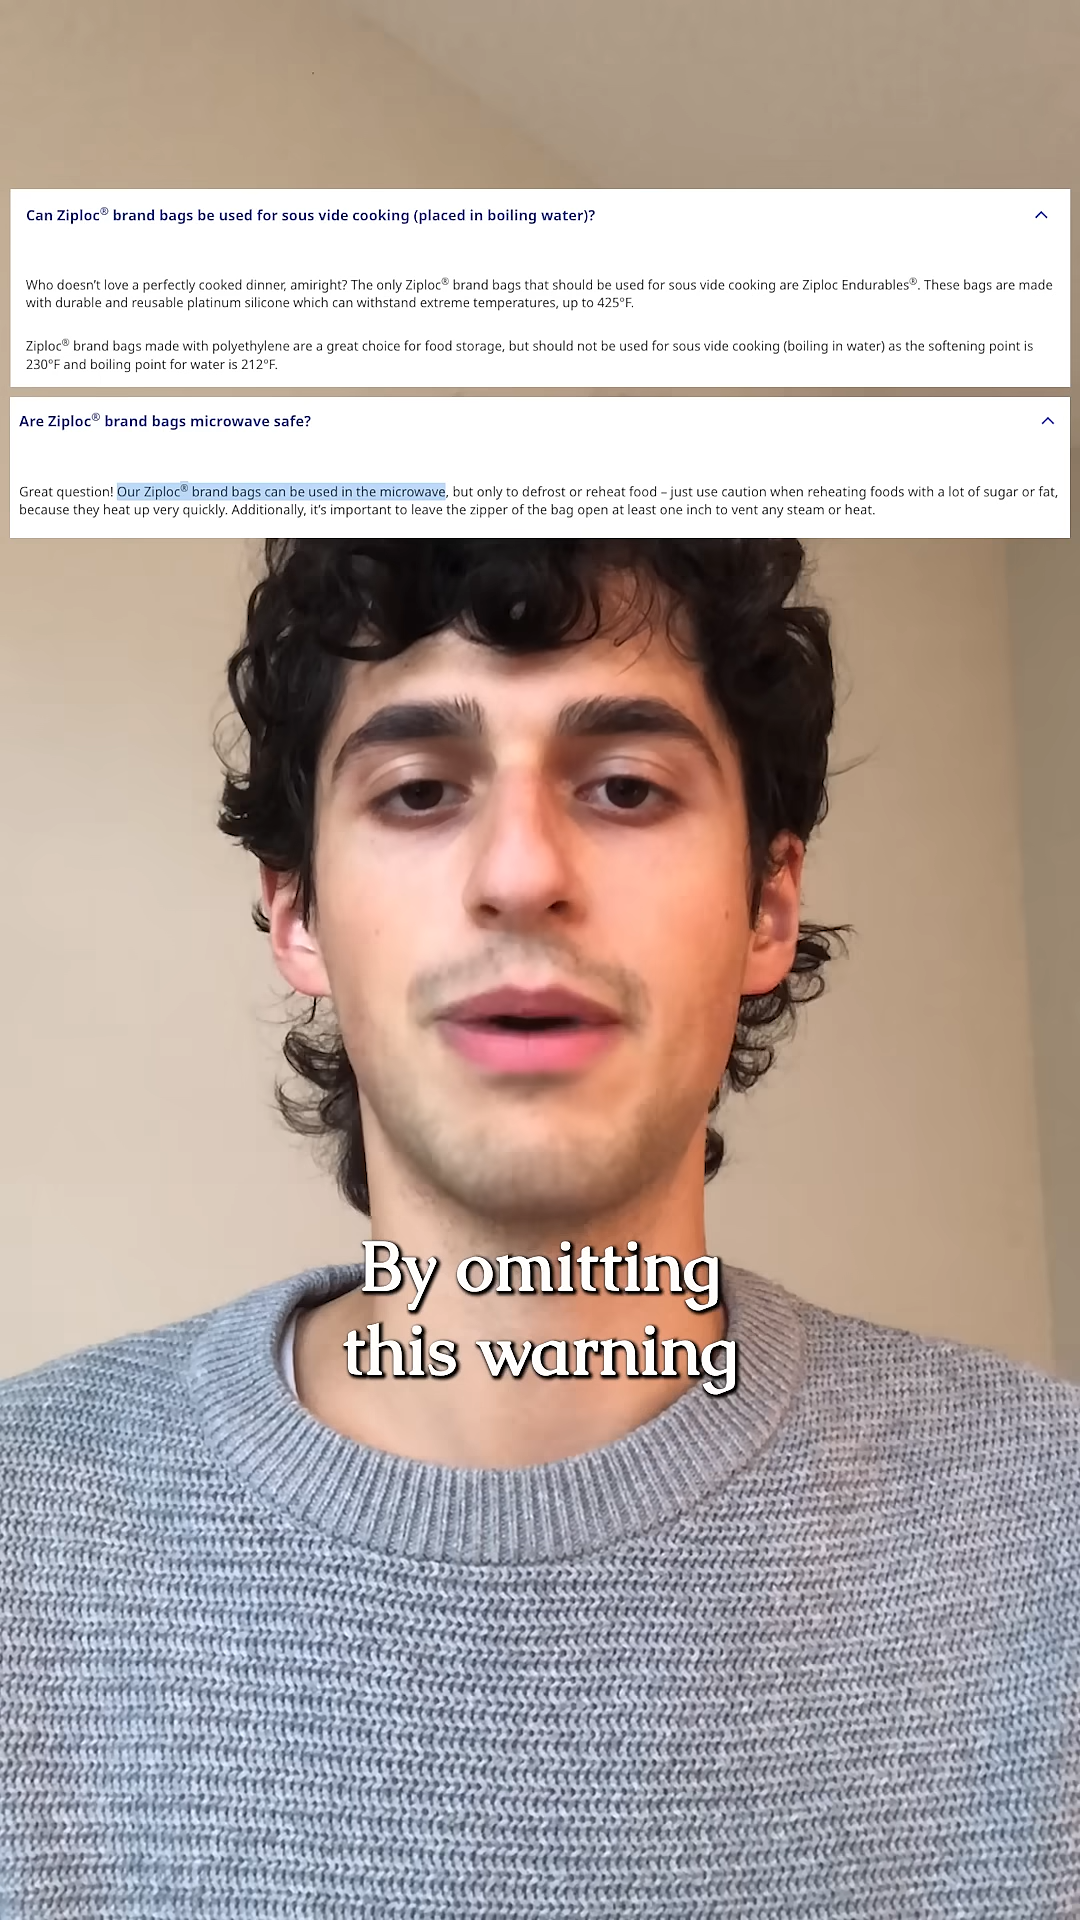 Can Ziploc® brand bags be used for sous vide cooking (placed in boiling water)?
Who doesn’t love a perfectly cooked dinner, amiright? The only Ziploc® brand bags that should be used for sous vide cooking are Ziploc Endurables®. These bags are made
with durable and reusable platinum silicone which can withstand extreme temperatures, up to 425°F.
Ziploc® brand bags made with polyethylene are a great choice for food storage, but should not be used for sous vide cooking (boiling in water) as the softening point is
230°F and boiling point for water is 212°F.
Are Ziploc® brand bags microwave safe?
Great question! Our Ziploc® brand bags can be used in the microwave, but only to defrost or reheat food – just use caution when reheating foods with a lot of sugar or fat,
because they heat up very quickly. Additionally, it’s important to leave the zipper of the bag open at least one inch to vent any steam or heat.
By omitting
this warning